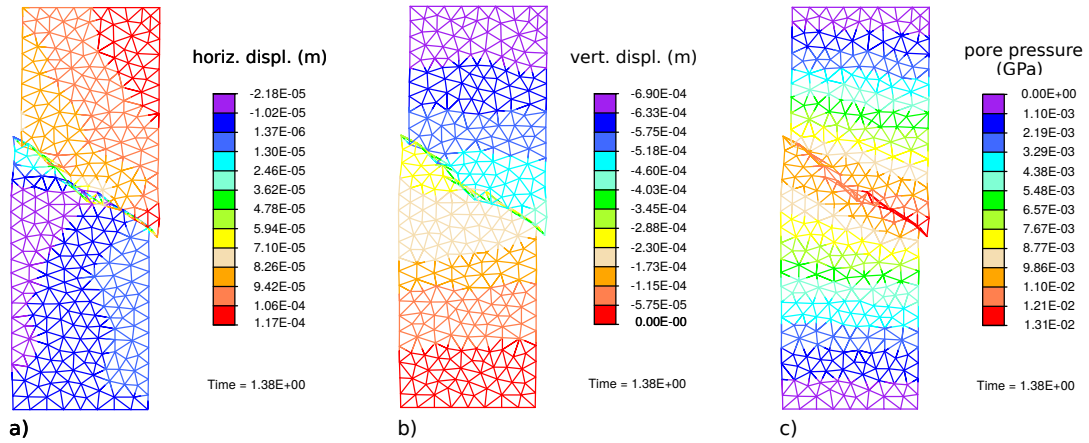 horiz. displ. (m)
-2.18E-05
-1.02E-05
1.37E-06
1.30E-05
2.46E-05
3.62E-05
4.78E-05
5.94E-05
7.10E-05
8.26E-05
9.42E-05
1.06E-04
1.17E-04
Time = 1.38E+00
a)
vert. displ. (m)
-6.90E-04
-6.33E-04
-5.75E-04
-5.18E-04
-4.60E-04
-4.03E-04
-3.45E-04
-2.88E-04
-2.30E-04
-1.73E-04
-1.15E-04
-5.75E-05
0.00E-00
Time = 1.38E+00
b)
pore pressure
(GPa)
0.00E+00
1.10E-03
2.19E-03
3.29E-03
4.38E-03
5.48E-03
6.57E-03
7.67E-03
8.77E-03
9.86E-03
1.10E-02
1.21E-02
1.31E-02
Time = 1.38E+00
c)